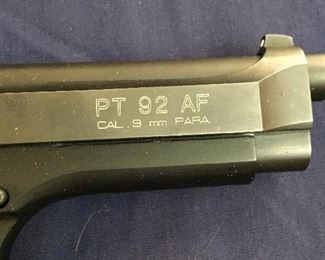 PT 92 AF
CAL. 9 mm PARA